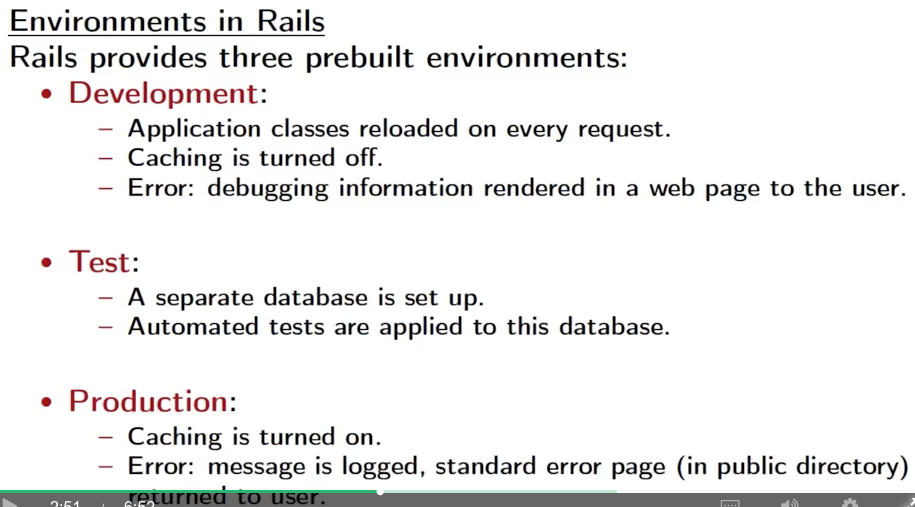 Environments in Rails
Rails provides three prebuilt environments:
• Development:
– Application classes reloaded on every request.
– Caching is turned off.
– Error: debugging information rendered in a web page to the user.
• Test:
– A separate database is set up.
– Automated tests are applied to this database.
• Production:
– Caching is turned on.
– Error: message is logged, standard error page (in public directory)
returned to user.
2:51 / 6:52